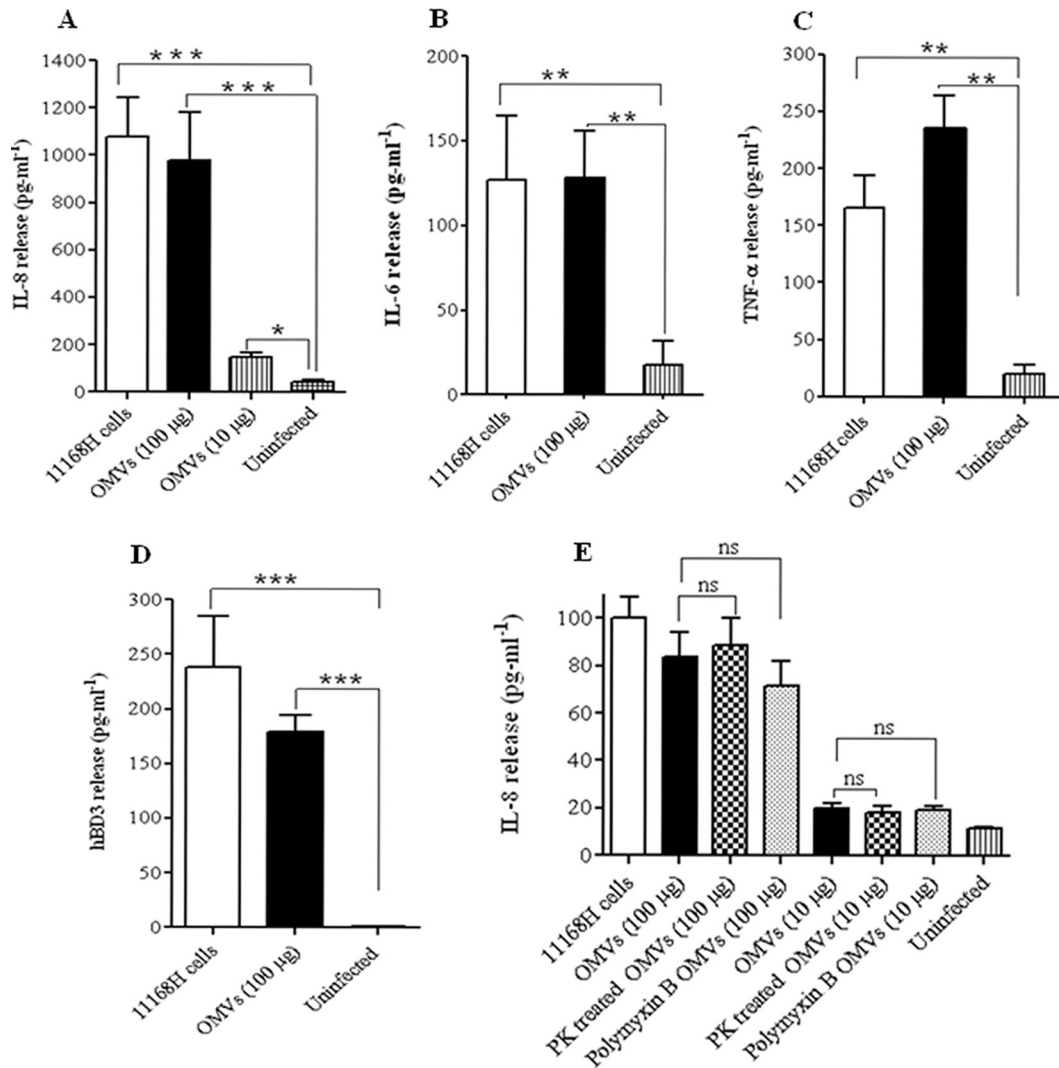 A
IL-8 release (pg-ml-1)
1400
1200
1000
800
600
400
200
0
***
***
*
11168H cells
OMVs (100 µg)
OMVs (10 µg)
Uninfected
B
IL-6 release (pg-ml-1)
200
150
100
50
0
**
**
11168H cells
OMVs (100 µg)
Uninfected
C
TNF-α release (pg-ml-1)
300
250
200
150
100
50
0
**
**
11168H cells
OMVs (100 µg)
Uninfected
D
hBD3 release (pg-ml-1)
300
250
200
150
100
50
0
***
***
11168H cells
OMVs (100 µg)
Uninfected
E
IL-8 release (pg-ml-1)
100
80
60
40
20
0
ns
ns
ns
ns
11168H cells
OMVs (100 µg)
PK treated OMVs (100 µg)
Polymyxin B OMVs (100 µg)
OMVs (10 µg)
PK treated OMVs (10 µg)
Polymyxin B OMVs (10 µg)
Uninfected